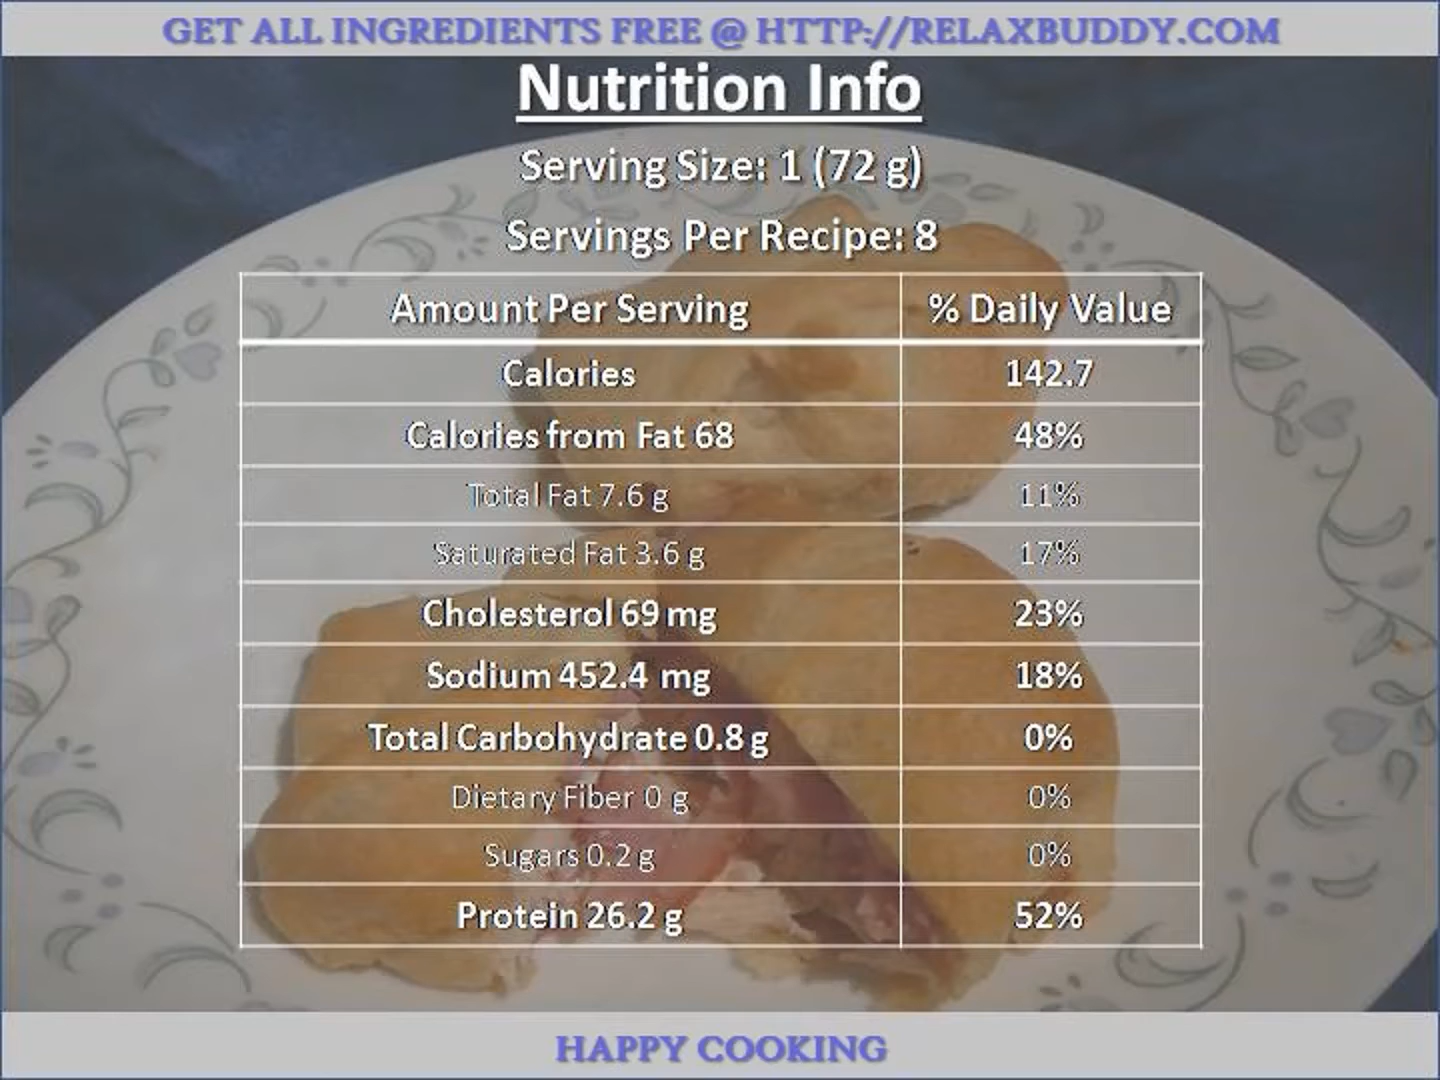 GET ALL INGREDIENTS FREE @ HTTP://RELAXBUDDY.COM
Nutrition Info
Serving Size: 1 (72 g)
Servings Per Recipe: 8
Amount Per Serving % Daily Value
Calories 142.7
Calories from Fat 68 48%
Total Fat 7.6 g 11%
Saturated Fat 3.6 g 17%
Cholesterol 69 mg 23%
Sodium 452.4 mg 18%
Total Carbohydrate 0.8 g 0%
Dietary Fiber 0 g 0%
Sugars 0.2 g 0%
Protein 26.2 g 52%
HAPPY COOKING